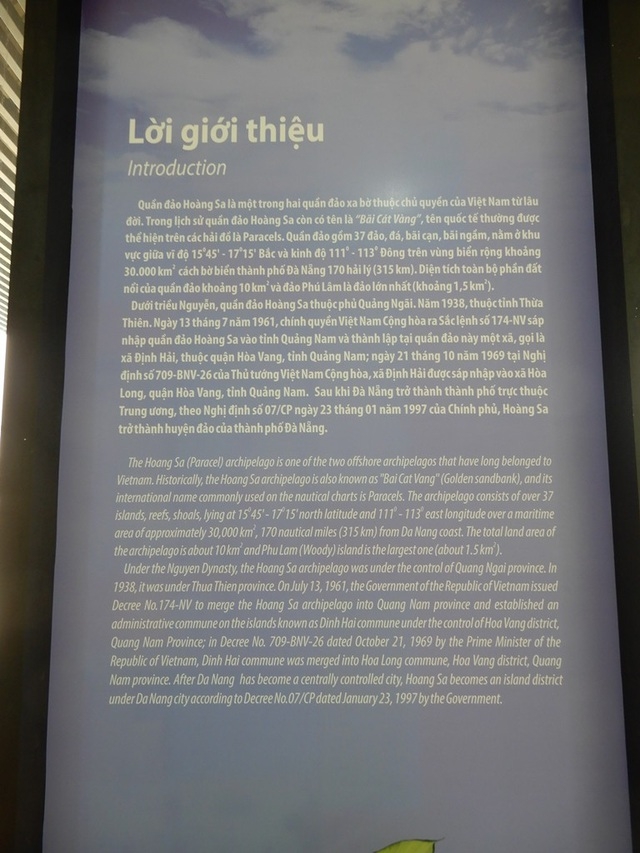 Lời giới thiệu
Introduction
Quần đảo Hoàng Sa là một trong hai quần đảo xa bờ thuộc chủ quyền của Việt Nam từ lâu
đời. Trong lịch sử quần đảo Hoàng Sa còn có tên là "Bãi Cát Vàng", tên quốc tế thường được
thể hiện trên các hải đồ là Paracels. Quần đảo gồm 37 đảo, đá, bãi cạn, bãi ngầm, nằm ở khu
vực giữa vĩ độ 15⁰45' - 17⁰15' Bắc và kinh độ 111⁰ - 113⁰ Đông trên vùng biển rộng khoảng
30.000 km² cách bờ biển thành phố Đà Nẵng 170 hải lý (315 km). Diện tích toàn bộ phần đất
nổi của quần đảo khoảng 10 km² và đảo Phú Lâm là đảo lớn nhất (khoảng 1,5 km²).
Dưới triều Nguyễn, quần đảo Hoàng Sa thuộc phủ Quảng Ngãi. Năm 1938, thuộc tỉnh Thừa
Thiên. Ngày 13 tháng 7 năm 1961, chính quyền Việt Nam Cộng hòa ra Sắc lệnh số 174-NV sáp
nhập quần đảo Hoàng Sa vào tỉnh Quảng Nam và thành lập tại quần đảo này một xã, gọi là
xã Định Hải, thuộc quận Hòa Vang, tỉnh Quảng Nam; ngày 21 tháng 10 năm 1969 tại Nghị
định số 709-BNV-26 của Thủ tướng Việt Nam Cộng hòa, xã Định Hải được sáp nhập vào xã Hòa
Long, quận Hòa Vang, tỉnh Quảng Nam. Sau khi Đà Nẵng trở thành thành phố trực thuộc
Trung ương, theo Nghị định số 07/CP ngày 23 tháng 01 năm 1997 của Chính phủ, Hoàng Sa
trở thành huyện đảo của thành phố Đà Nẵng.
The Hoang Sa (Paracel) archipelago is one of the two offshore archipelagos that have long belonged to
Vietnam. Historically, the Hoang Sa archipelago is also known as "Bai Cat Vang" (Golden sandbank), and its
international name commonly used on the nautical charts is Paracels. The archipelago consists of over 37
islands, reefs, shoals, lying at 15⁰45' - 17⁰15' north latitude and 111⁰ - 113⁰ east longitude over a maritime
area of approximately 30,000 km², 170 nautical miles (315 km) from Da Nang coast. The total land area of
the archipelago is about 10 km² and Phu Lam (Woody) island is the largest one (about 1.5 km²).
Under the Nguyen Dynasty, the Hoang Sa archipelago was under the control of Quang Ngai province. In
1938, it was under Thua Thien province. On July 13, 1961, the Government of the Republic of Vietnam issued
Decree No.174-NV to merge the Hoang Sa archipelago into Quang Nam province and established an
administrative commune on the islands known as Dinh Hai commune under the control of Hoa Vang district,
Quang Nam Province; in Decree No. 709-BNV-26 dated October 21, 1969 by the Prime Minister of the
Republic of Vietnam, Dinh Hai commune was merged into Hoa Long commune, Hoa Vang district, Quang
Nam province. After Da Nang has become a centrally controlled city, Hoang Sa becomes an island district
under Da Nang city according to Decree No.07/CP dated January 23, 1997 by the Government.